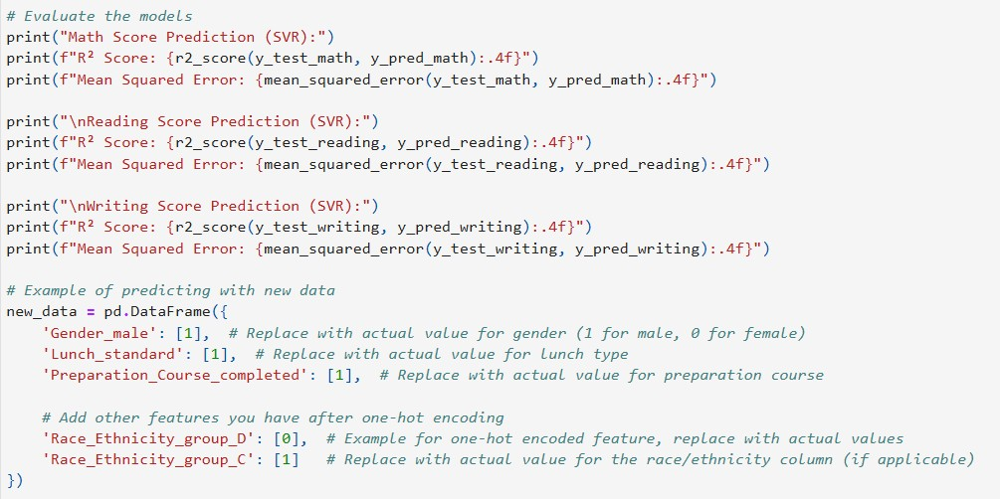 # Evaluate the models
print("Math Score Prediction (SVR):")
print(f"R² Score: {r2_score(y_test_math, y_pred_math):.4f}")
print(f"Mean Squared Error: {mean_squared_error(y_test_math, y_pred_math):.4f}")

print("\nReading Score Prediction (SVR):")
print(f"R² Score: {r2_score(y_test_reading, y_pred_reading):.4f}")
print(f"Mean Squared Error: {mean_squared_error(y_test_reading, y_pred_reading):.4f}")

print("\nWriting Score Prediction (SVR):")
print(f"R² Score: {r2_score(y_test_writing, y_pred_writing):.4f}")
print(f"Mean Squared Error: {mean_squared_error(y_test_writing, y_pred_writing):.4f}")

# Example of predicting with new data
new_data = pd.DataFrame({
    'Gender_male': [1],  # Replace with actual value for gender (1 for male, 0 for female)
    'Lunch_standard': [1],  # Replace with actual value for lunch type
    'Preparation_Course_completed': [1],  # Replace with actual value for preparation course

    # Add other features you have after one-hot encoding
    'Race_Ethnicity_group_D': [0],  # Example for one-hot encoded feature, replace with actual values
    'Race_Ethnicity_group_C': [1]   # Replace with actual value for the race/ethnicity column (if applicable)
})